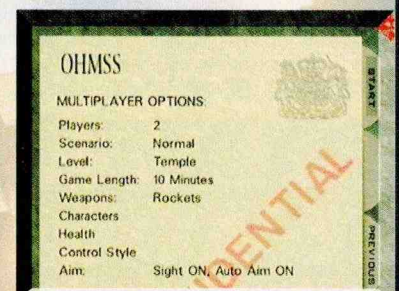 OHMSS
MULTIPLAYER OPTIONS:
Players: 2
Scenario: Normal
Level: Temple
Game Length: 10 Minutes
Weapons: Rockets
Characters
Health
Control Style
Aim: Sight ON, Auto Aim ON
DENTIAL
START
PREVIOUS